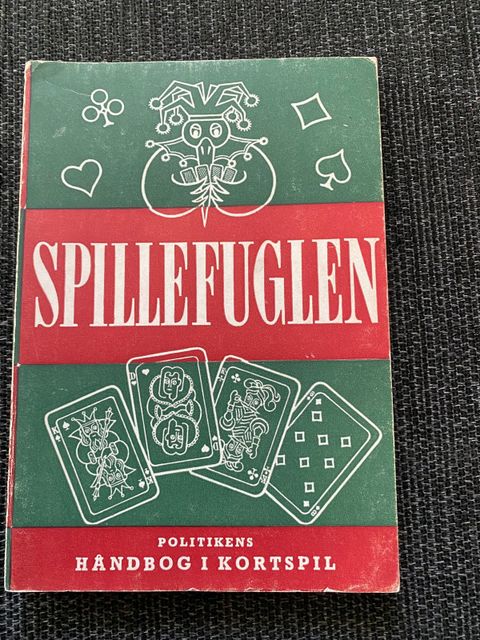 SPILLEFUGLEN
POLITIKENS
HÅNDBOG I KORTSPIL